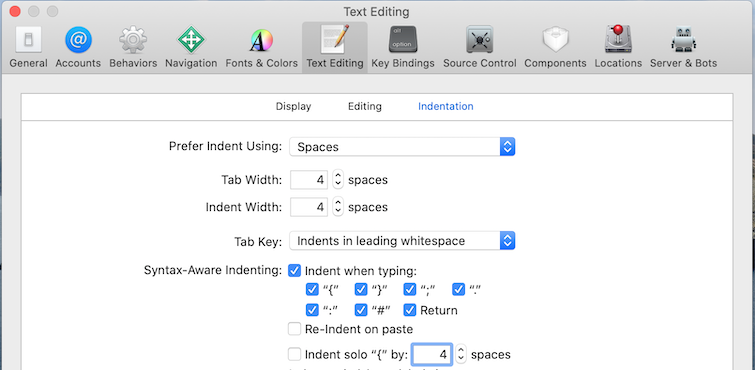 Text Editing
General Accounts Behaviors Navigation Fonts & Colors Text Editing Key Bindings Source Control Components Locations Server & Bots
Display Editing Indentation
Prefer Indent Using: Spaces
Tab Width: 4 spaces
Indent Width: 4 spaces
Tab Key: Indents in leading whitespace
Syntax-Aware Indenting: Indent when typing:
“{” “}” “;” “.”
“:” “#” Return
Re-Indent on paste
Indent solo “{” by: 4 spaces